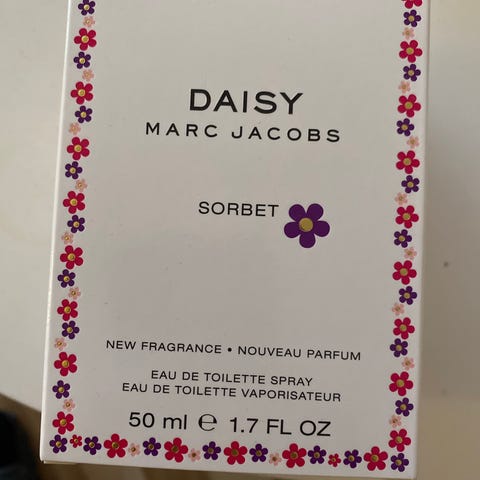 DAISY
MARC JACOBS
SORBET
NEW FRAGRANCE • NOUVEAU PARFUM
EAU DE TOILETTE SPRAY
EAU DE TOILETTE VAPORISATEUR
50 ml ℮ 1.7 FL OZ